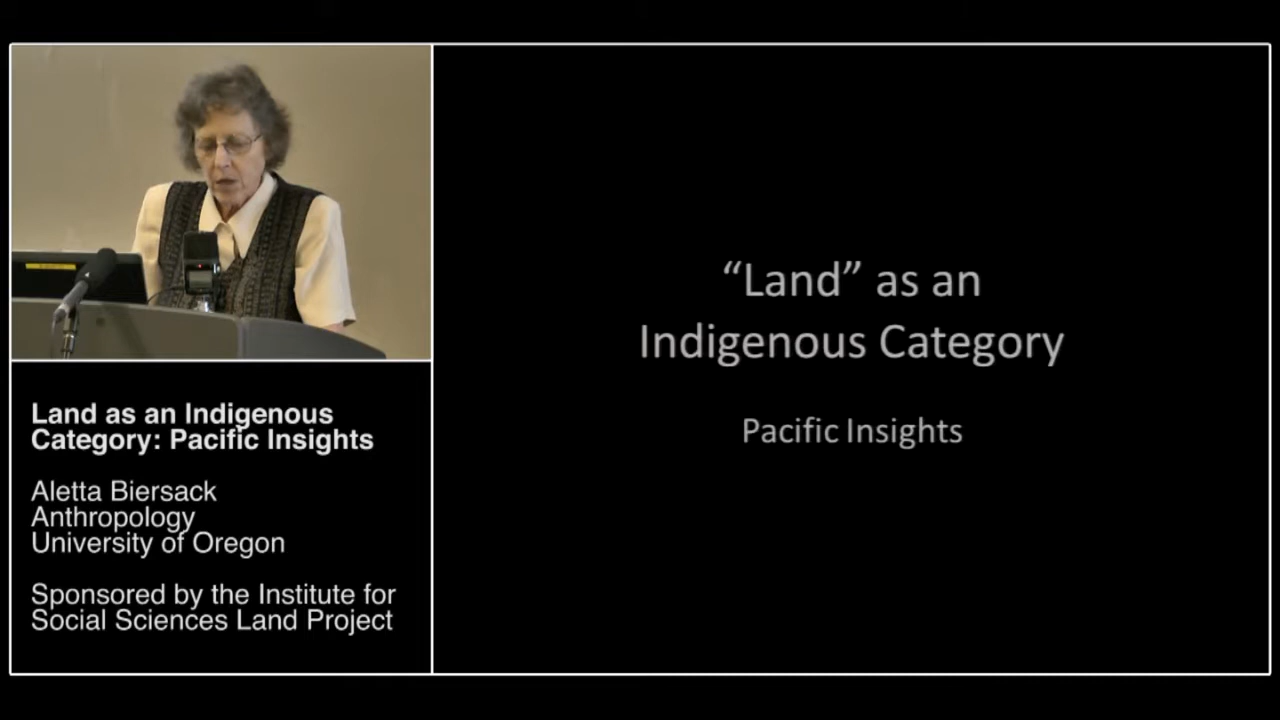 Land as an Indigenous
Category: Pacific Insights
Aletta Biersack
Anthropology
University of Oregon
Sponsored by the Institute for
Social Sciences Land Project
“Land” as an
Indigenous Category
Pacific Insights